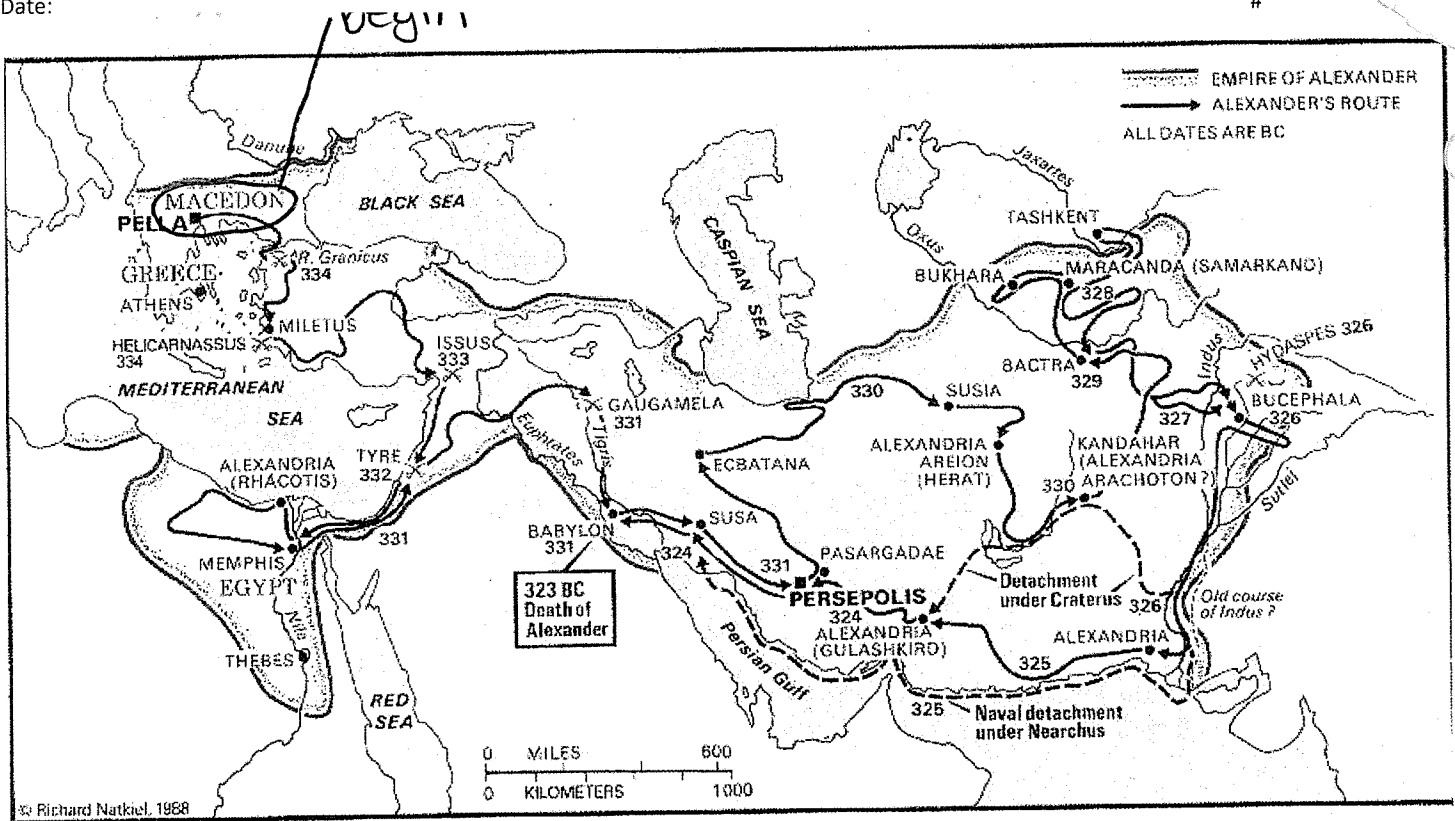 Date:
#
begin
EMPIRE OF ALEXANDER
ALEXANDER'S ROUTE
ALL DATES ARE BC
Danube
Jaxartes
MACEDON
BLACK SEA
PELLA
TASHKENT
CASPIAN SEA
Oxus
R. Granicus
334
GREECE
BUKHARA
MARACANDA (SAMARKAND)
328
ATHENS
MILETUS
HELICARNASSUS
334
ISSUS
333
Indus
HYDASPES 326
BACTRA
329
MEDITERRANEAN
SEA
330
SUSIA
327
BUCEPHALA
326
GAUGAMELA
331
Euphrates
Tigris
TYRE
332
ECBATANA
ALEXANDRIA
AREION
(HERAT)
KANDAHAR
(ALEXANDRIA
ARACHOTON?)
330
ALEXANDRIA
(RHACOTIS)
Sutlej
SUSA
BABYLON
331
324
331
MEMPHIS
EGYPT
331
PASARGADAE
PERSEPOLIS
324
323 BC
Death of
Alexander
Detachment
under Craterus
326
Old course
of Indus?
ALEXANDRIA
(GULASHKIRD)
ALEXANDRIA
Nile
THEBES
Persian Gulf
325
RED
SEA
325
Naval detachment
under Nearchus
0 MILES 600
0 KILOMETERS 1000
© Richard Natkiel, 1988